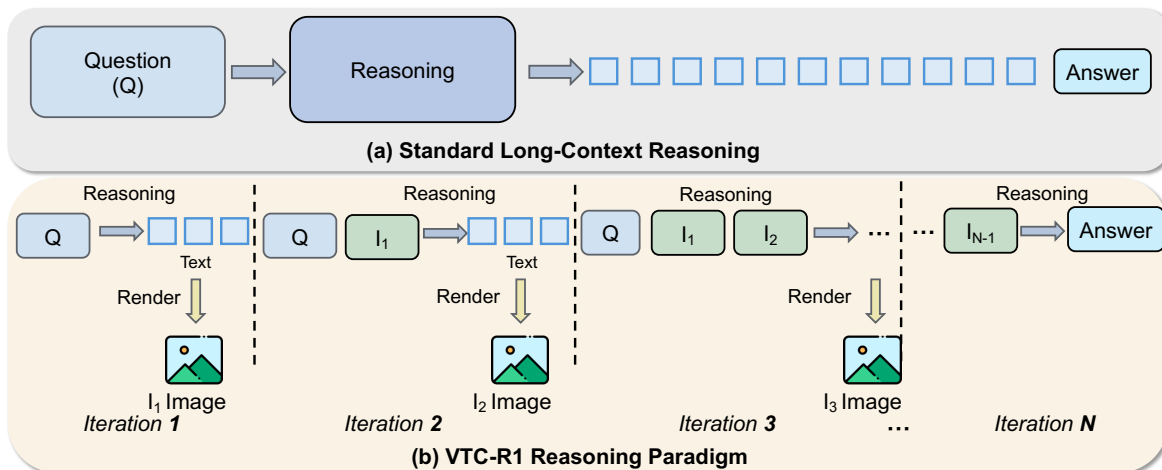 Question
(Q)
Reasoning
Answer
(a) Standard Long-Context Reasoning
Reasoning
Reasoning
Reasoning
Reasoning
Q
Q
I₁
Q
I₁
I₂
...
...
I_{N-1}
Answer
Text
Text
Render
Render
Render
I₁ Image
I₂ Image
I₃ Image
Iteration 1
Iteration 2
Iteration 3
...
Iteration N
(b) VTC-R1 Reasoning Paradigm